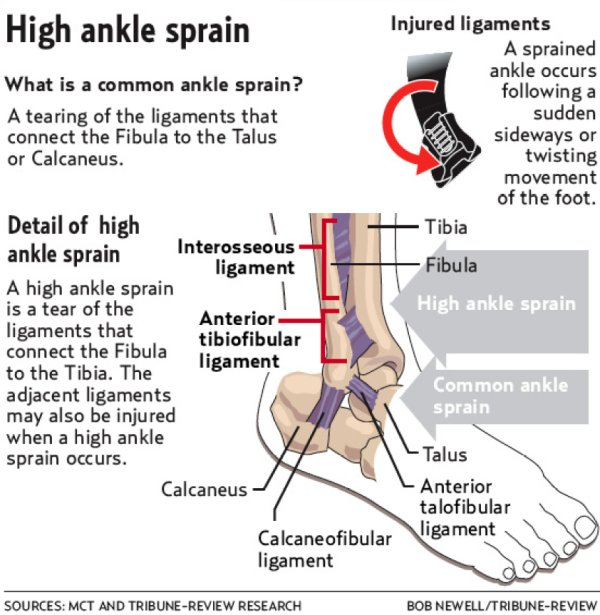 High ankle sprain
What is a common ankle sprain?
A tearing of the ligaments that
connect the Fibula to the Talus
or Calcaneus.
Injured ligaments
A sprained
ankle occurs
following a
sudden
sideways or
twisting
movement
of the foot.
Detail of high
ankle sprain
A high ankle sprain
is a tear of the
ligaments that
connect the Fibula
to the Tibia. The
adjacent ligaments
may also be injured
when a high ankle
sprain occurs.
Interosseous
ligament
Anterior
tibiofibular
ligament
Tibia
Fibula
High ankle sprain
Common ankle
sprain
Talus
Anterior
talofibular
ligament
Calcaneus
Calcaneofibular
ligament
SOURCES: MCT AND TRIBUNE-REVIEW RESEARCH
BOB NEWELL/TRIBUNE-REVIEW